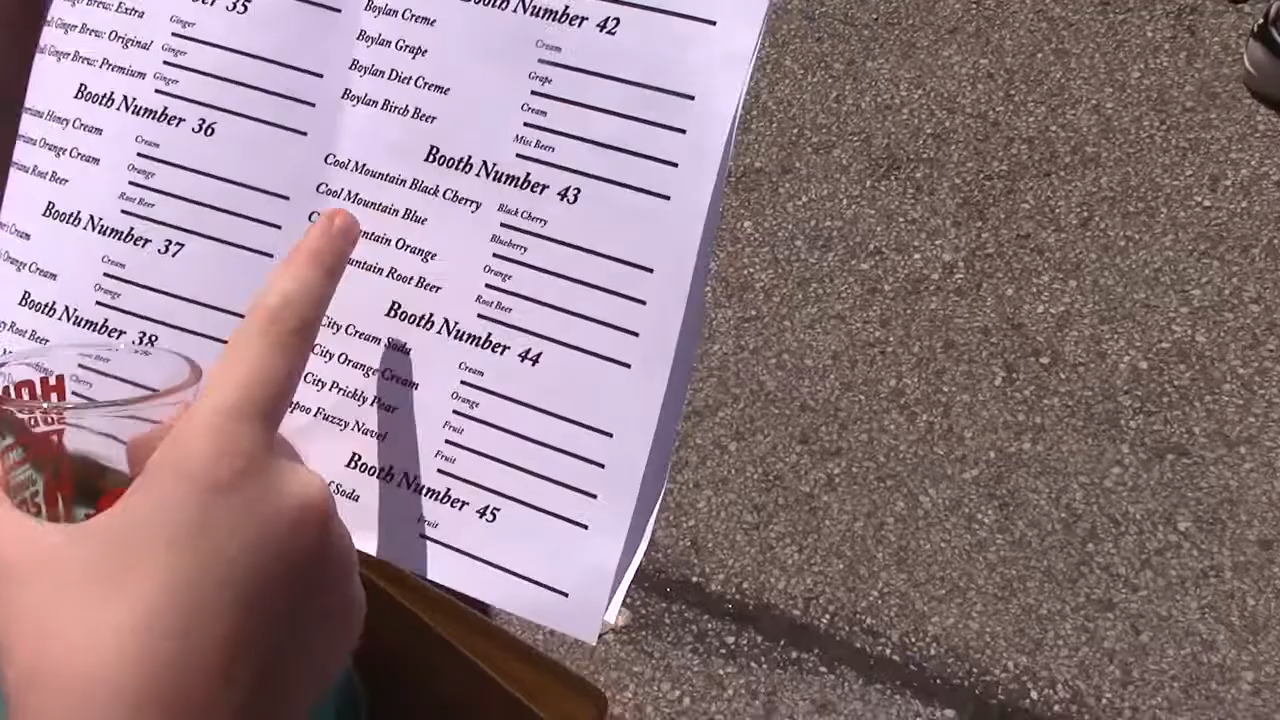 35
Brew: Extra Ginger
Ginger Brew: Original Ginger
Ginger Brew: Premium Ginger
Booth Number 36
Honey Cream Cream
Orange Cream Orange
Root Beer Root Beer
Booth Number 37
Cream Cream
Orange Cream Orange
Booth Number 38
Root Beer Beer
Cherry
Boylan Creme
Boylan Grape
Boylan Diet Creme
Boylan Birch Beer
Booth Number 42
Cream
Grape
Cream
Misc Beers
Booth Number 43
Cool Mountain Black Cherry Black Cherry
Cool Mountain Blue Blueberry
Orange Orange
Root Beer Root Beer
Booth Number 44
City Cream Soda Cream
City Orange Cream Orange
City Prickly Pear Fruit
Fuzzy Navel Fruit
Booth Number 45
Soda Fruit